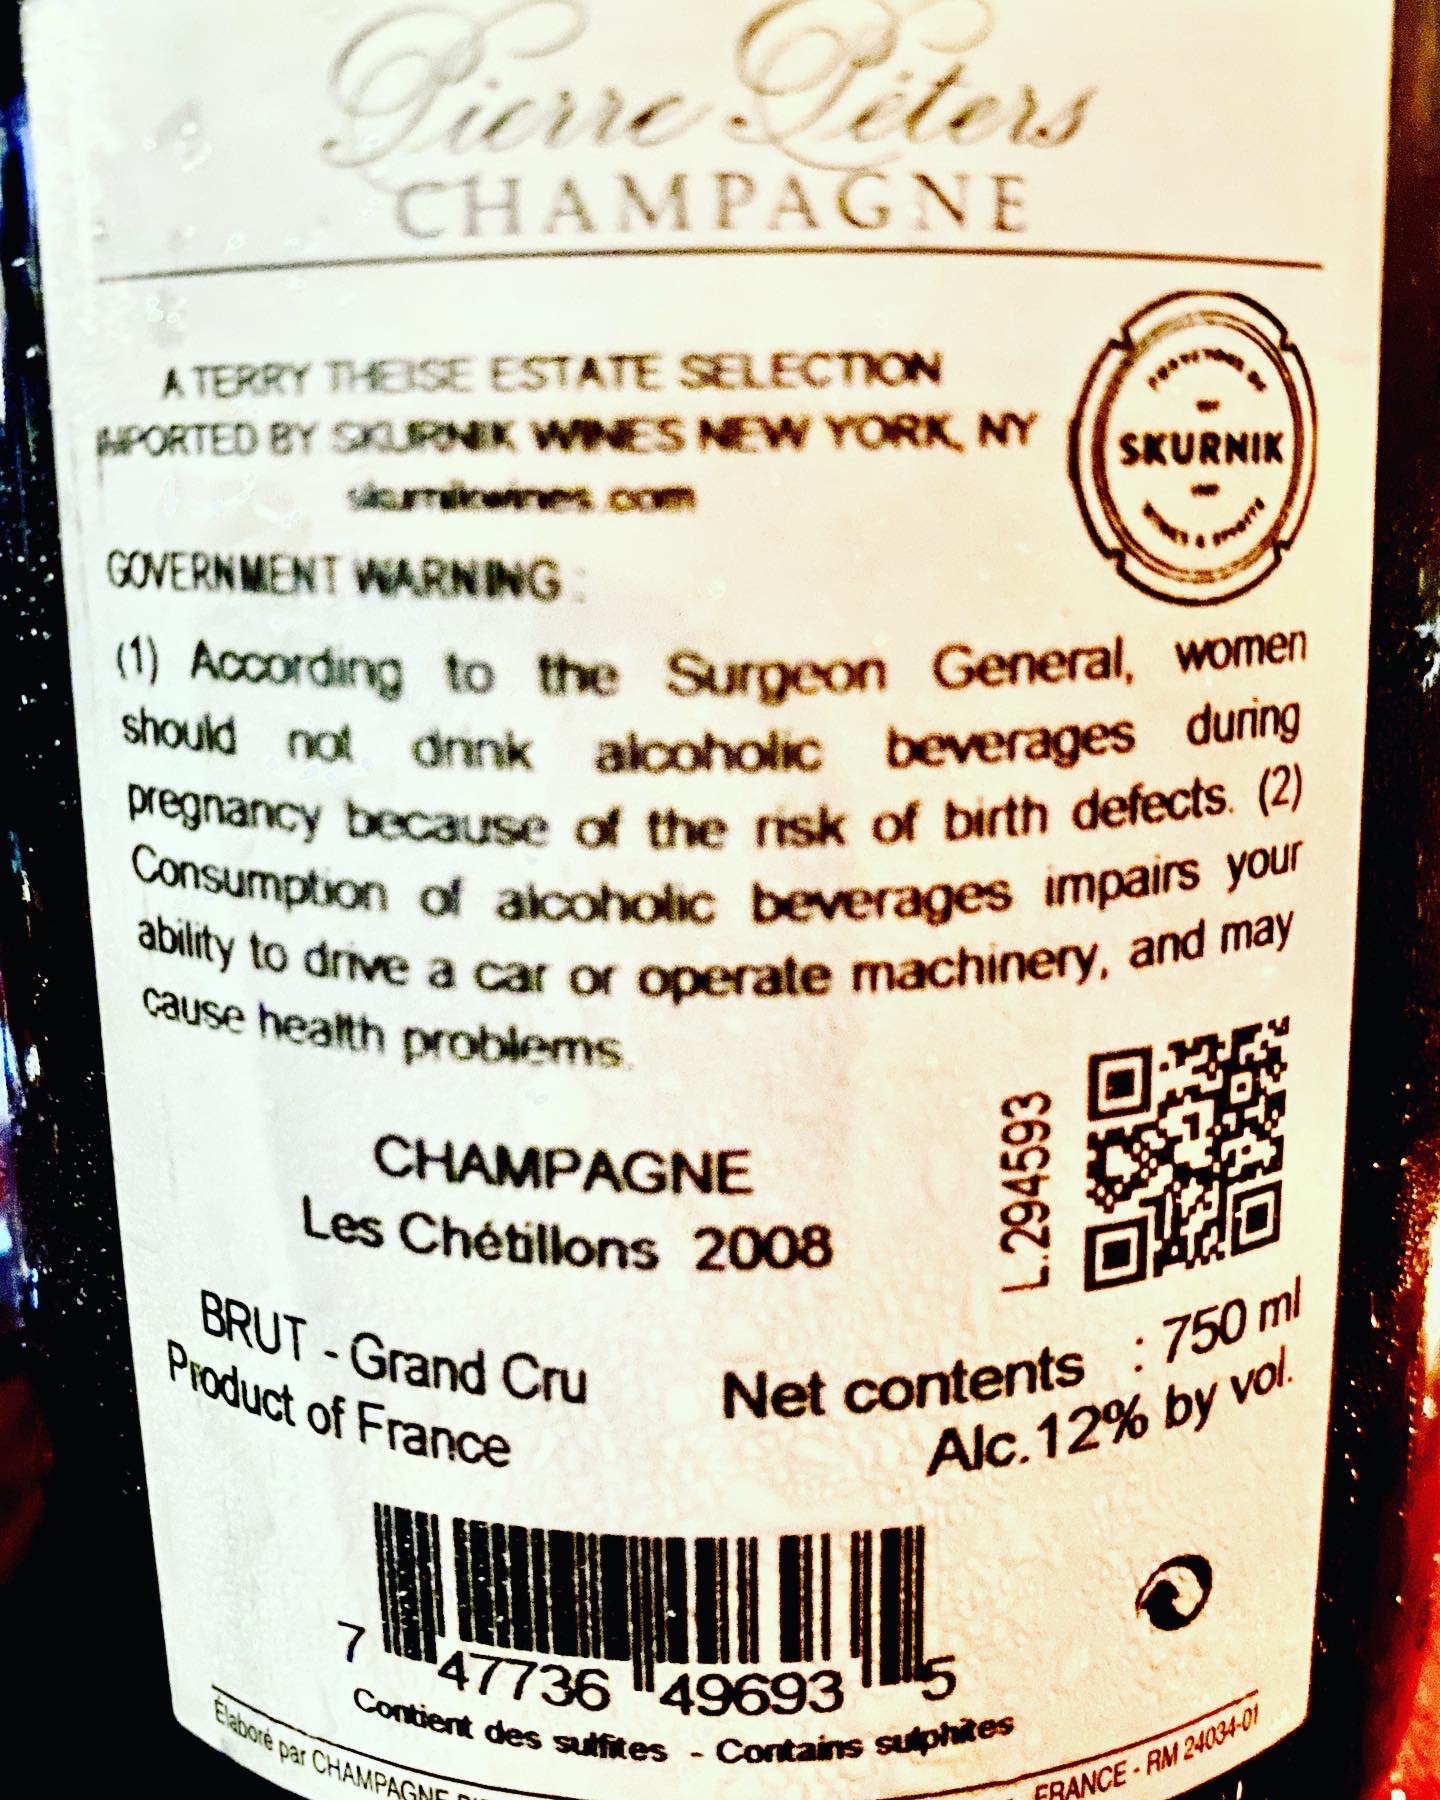 Pierre Péters
CHAMPAGNE
A TERRY THEISE ESTATE SELECTION
IMPORTED BY SKURNIK WINES NEW YORK, NY
skurnikwines.com
SKURNIK
WINES & SPIRITS
GOVERNMENT WARNING :
(1) According to the Surgeon General, women
should not drink alcoholic beverages during
pregnancy because of the risk of birth defects. (2)
Consumption of alcoholic beverages impairs your
ability to drive a car or operate machinery, and may
cause health problems.
L.294593
CHAMPAGNE
Les Chétillons 2008
BRUT - Grand Cru
Product of France
Net contents : 750 ml
Alc.12% by vol.
7 47736 49693 5
Contient des sulfites - Contains sulphites
Élaboré par CHAMPAGNE
FRANCE - RM 24034-01